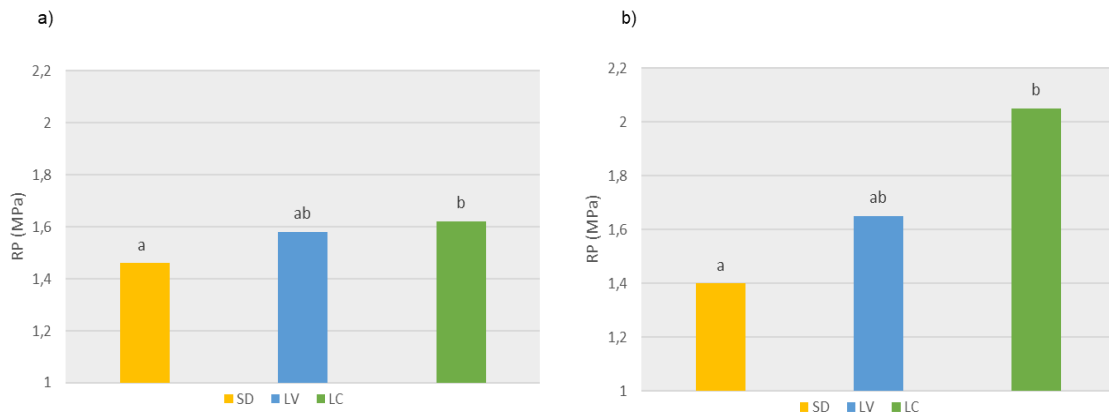 a)
2,2
2
1,8
1,6
1,4
1,2
1
RP (MPa)
a
ab
b
SD LV LC
b)
2,2
2
1,8
1,6
1,4
1,2
1
RP (MPa)
a
ab
b
SD LV LC